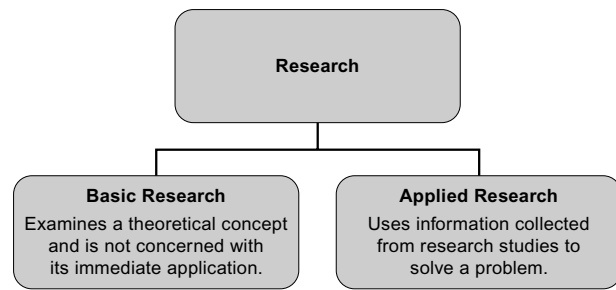 Research
Basic Research
Examines a theoretical concept
and is not concerned with
its immediate application.
Applied Research
Uses information collected
from research studies to
solve a problem.